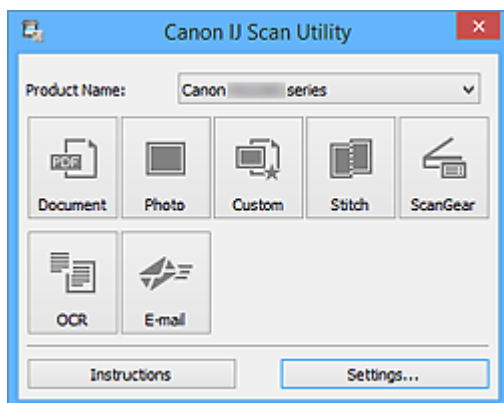 Canon IJ Scan Utility
Product Name: Canon series
PDF
Document Photo Custom Stitch ScanGear
OCR E-mail
Instructions Settings...